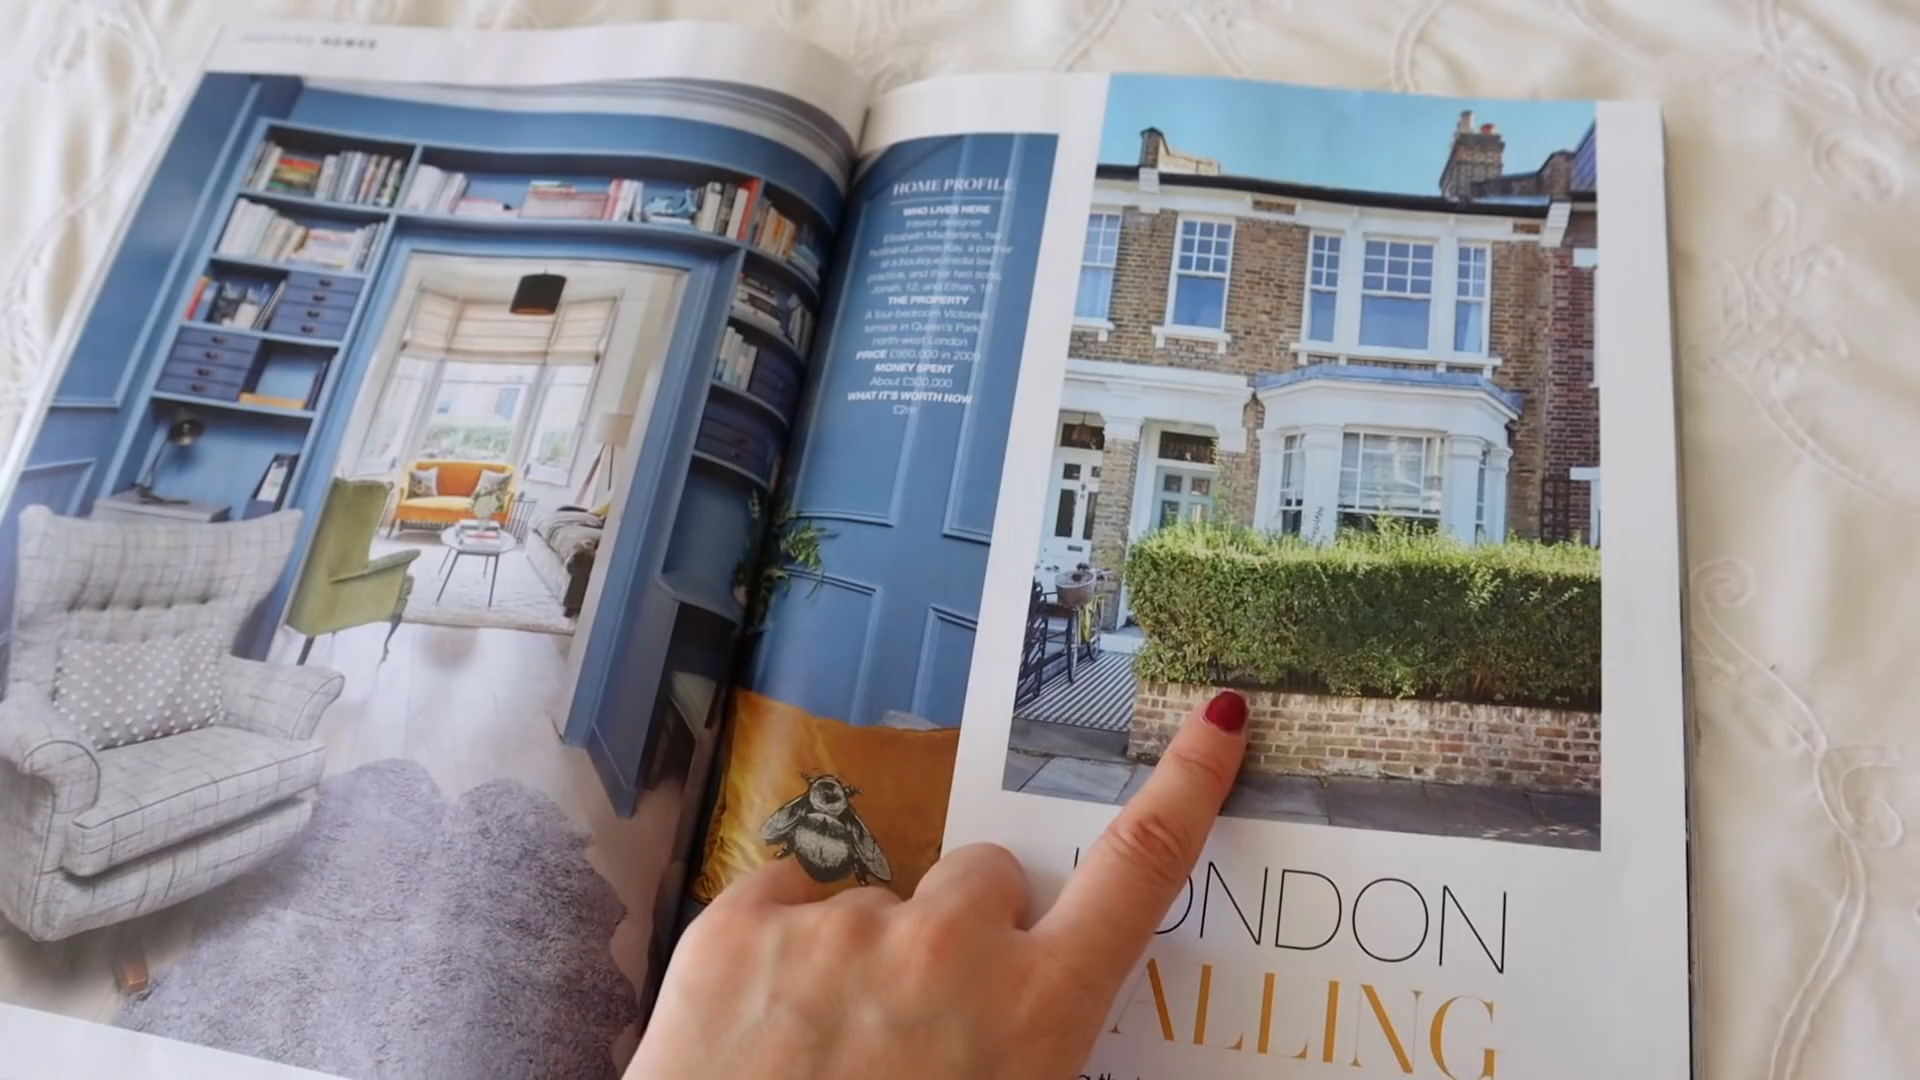 HOMES
HOME PROFILE
WHO LIVES HERE
Interior designer
Elizabeth Macfarlane, her
husband James Kay, a partner
at a boutique media law
practice, and their two sons,
Jonah, 12, and Ethan, 10
THE PROPERTY
A four-bedroom Victorian
terrace in Queen's Park,
north-west London
PRICE £950,000 in 2009
MONEY SPENT
About £300,000
WHAT IT'S WORTH NOW
£2m
LONDON
ALLING